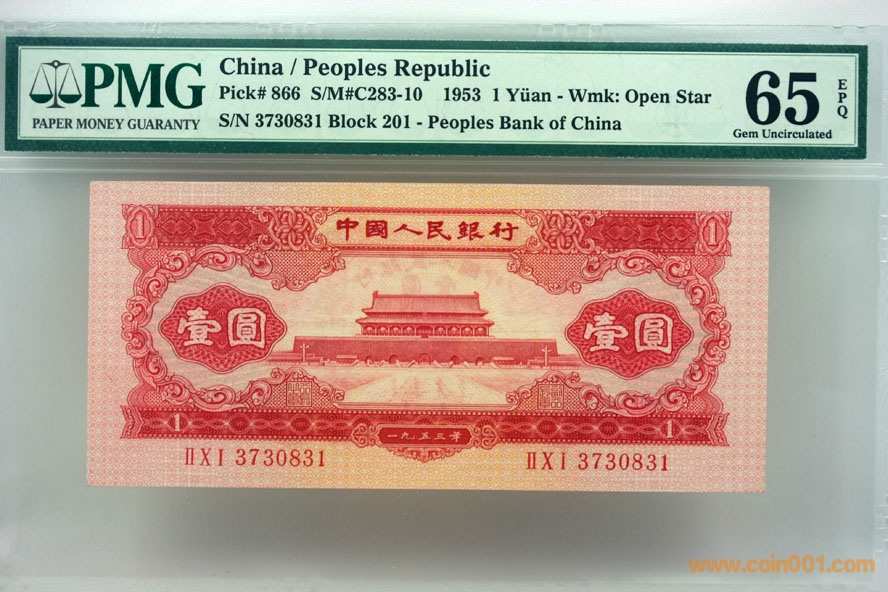 PMG
PAPER MONEY GUARANTY
China / Peoples Republic
Pick# 866 S/M#C283-10 1953 1 Yüan - Wmk: Open Star
S/N 3730831 Block 201 - Peoples Bank of China
65
EPQ
Gem Uncirculated
1
中國人民銀行
1
壹圓
壹圓
1
一九五三年
1
ⅡⅩⅠ 3730831
ⅡⅩⅠ 3730831
www.coin001.com